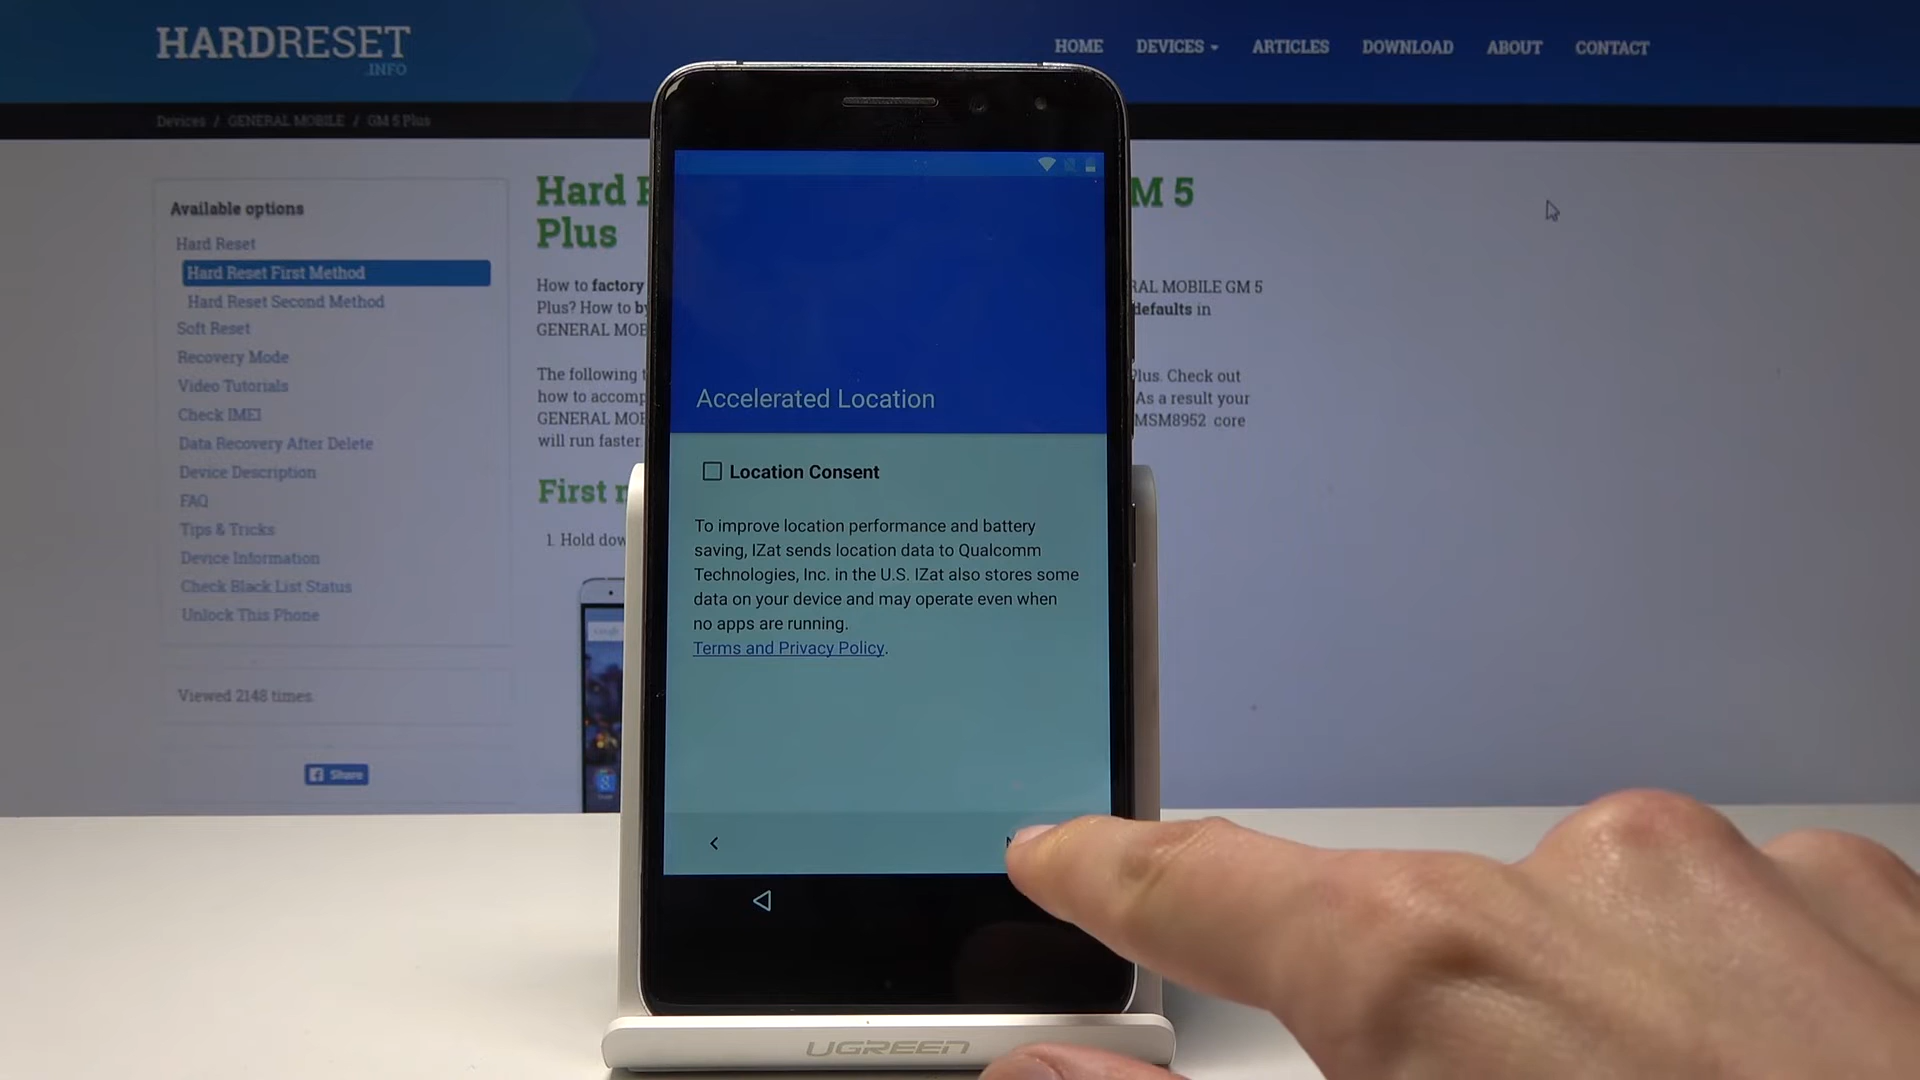 HARDRESET
.INFO
HOME DEVICES ARTICLES DOWNLOAD ABOUT CONTACT
Devices / GENERAL MOBILE / GM 5 Plus
Available options
Hard Reset
Hard Reset First Method
Hard Reset Second Method
Soft Reset
Recovery Mode
Video Tutorials
Check IMEI
Data Recovery After Delete
Device Description
FAQ
Tips & Tricks
Device Information
Check Black List Status
Unlock This Phone
Viewed 2148 times
Share
Hard M 5
Plus
How to factory RAL MOBILE GM 5
Plus? How to defaults in
GENERAL
The following Plus. Check out
how to As a result your
GENERAL MSM8952 core
will run faster
First
1. Hold
Accelerated Location
Location Consent
To improve location performance and battery
saving, IZat sends location data to Qualcomm
Technologies, Inc. in the U.S. IZat also stores some
data on your device and may operate even when
no apps are running.
Terms and Privacy Policy.
UGREEN